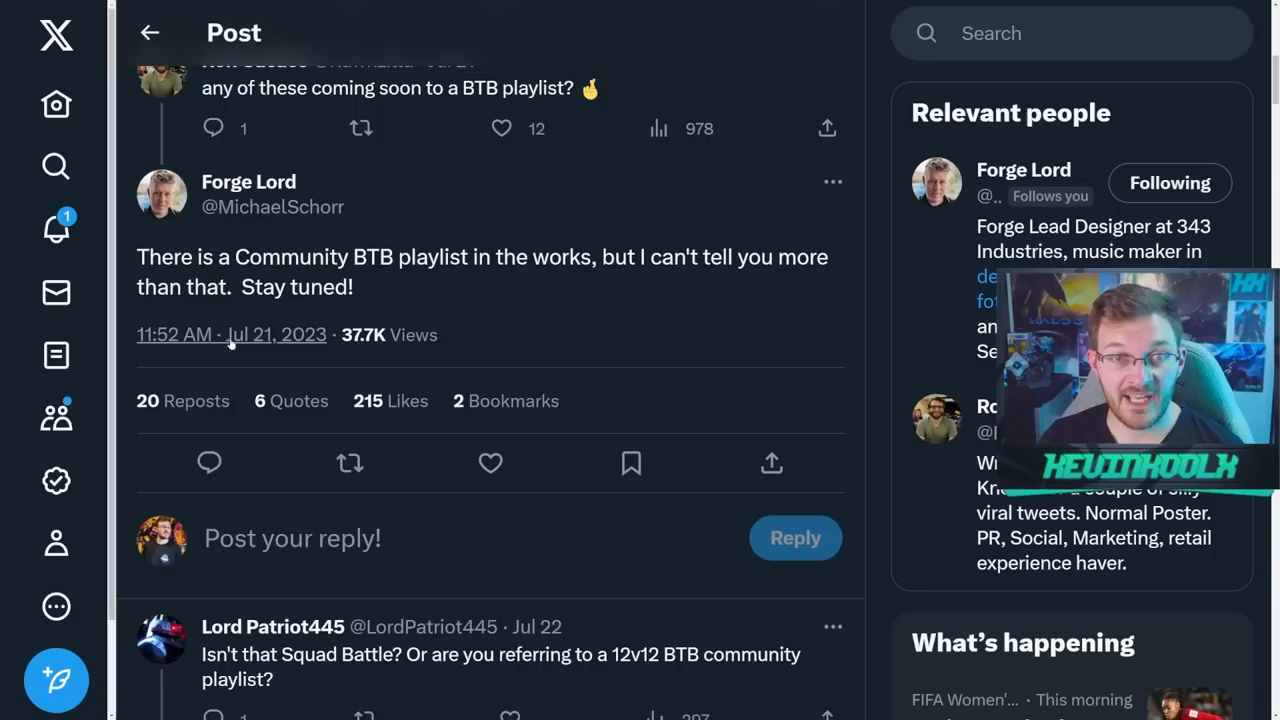 Post
Search
any of these coming soon to a BTB playlist? 🤞
1
12
978
Forge Lord
@MichaelSchorr
There is a Community BTB playlist in the works, but I can't tell you more
than that.  Stay tuned!
11:52 AM · Jul 21, 2023 · 37.7K Views
20 Reposts 6 Quotes 215 Likes 2 Bookmarks
Post your reply!
Reply
Lord Patriot445 @LordPatriot445 · Jul 22
Isn't that Squad Battle? Or are you referring to a 12v12 BTB community
playlist?
1
Relevant people
Forge Lord
@.. Follows you
Following
Forge Lead Designer at 343
Industries, music maker in
KEVINKOOLX
viral tweets. Normal Poster.
PR, Social, Marketing, retail
experience haver.
What's happening
FIFA Women'... · This morning
1